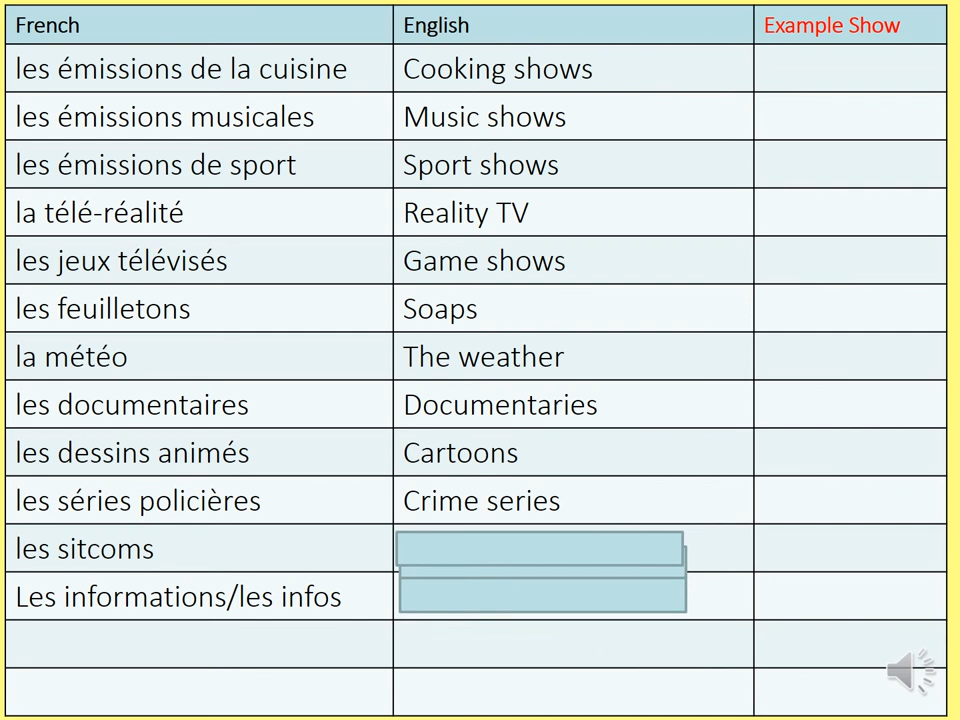 French English Example Show
les émissions de la cuisine Cooking shows
les émissions musicales Music shows
les émissions de sport Sport shows
la télé-réalité Reality TV
les jeux télévisés Game shows
les feuilletons Soaps
la météo The weather
les documentaires Documentaries
les dessins animés Cartoons
les séries policières Crime series
les sitcoms
Les informations/les infos